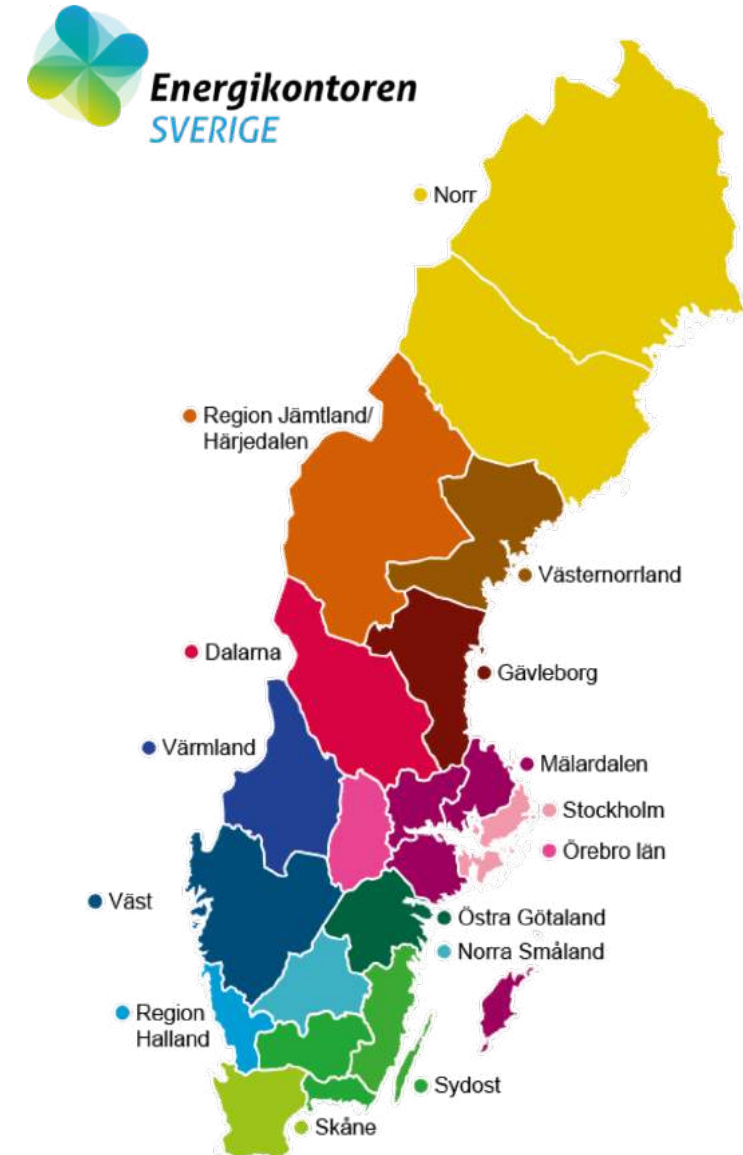 Energikontoren
SVERIGE
Norr
Region Jämtland/
Härjedalen
Västernorrland
Dalarna
Gävleborg
Värmland
Mälardalen
Stockholm
Örebro län
Väst
Östra Götaland
Norra Småland
Region
Halland
Sydost
Skåne